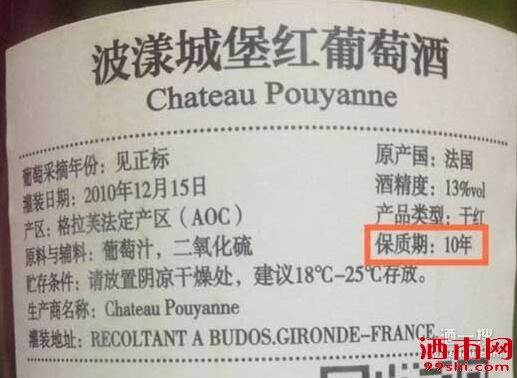 波漾城堡红葡萄酒
Chateau Pouyanne
葡萄采摘年份：见正标
原产国：法国
灌装日期：2010年12月15日
酒精度：13%vol
产区：格拉芙法定产区（AOC）
产品类型：干红
原料与辅料：葡萄汁，二氧化硫
保质期：10年
贮存条件：请放置阴凉干燥处，建议18℃-25℃存放。
生产商名称：Chateau Pouyanne
灌装地址：RECOLTANT A BUDOS.GIRONDE-FRANCE.
酒一搜
酒市网
99shi.com